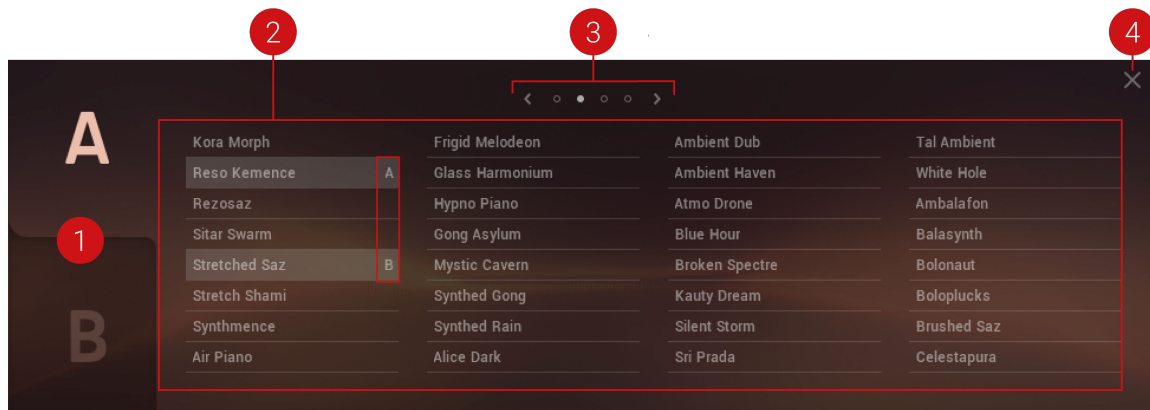 2 3 4
A
1
B
Kora Morph Frigid Melodeon Ambient Dub Tal Ambient
Reso Kemence A Glass Harmonium Ambient Haven White Hole
Rezosaz Hypno Piano Atmo Drone Ambalafon
Sitar Swarm Gong Asylum Blue Hour Balasynth
Stretched Saz B Mystic Cavern Broken Spectre Bolonaut
Stretch Shami Synthed Gong Kauty Dream Boloplucks
Synthmence Synthed Rain Silent Storm Brushed Saz
Air Piano Alice Dark Sri Prada Celestapura